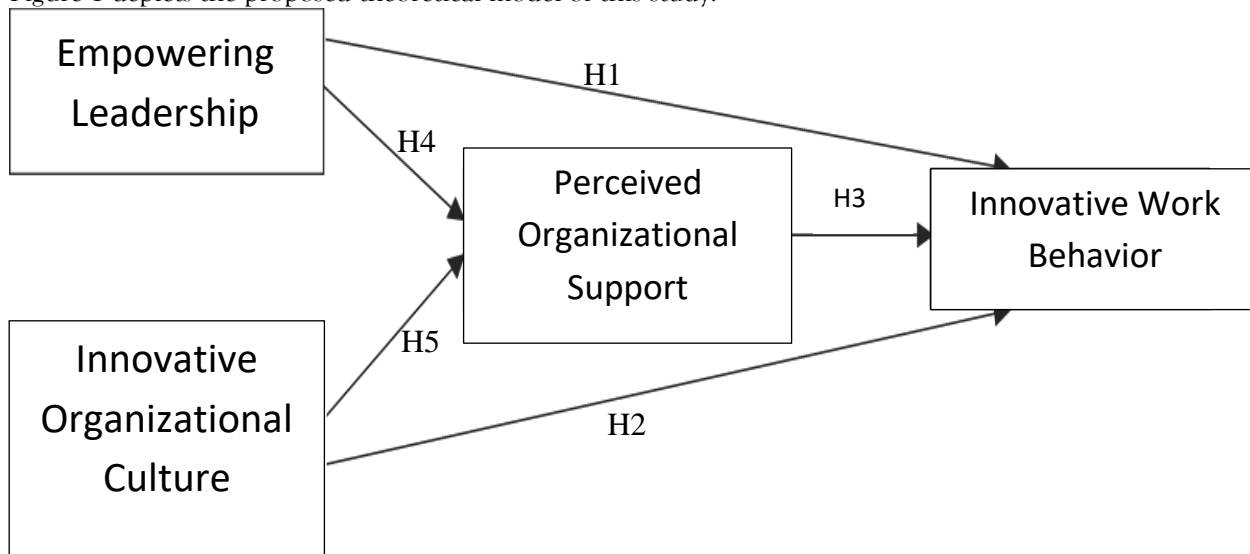 Figure 1 depicts the proposed theoretical model of this study.
Empowering
Leadership
H1
H4
Perceived
Organizational
Support
H3
Innovative Work
Behavior
Innovative
Organizational
Culture
H5
H2